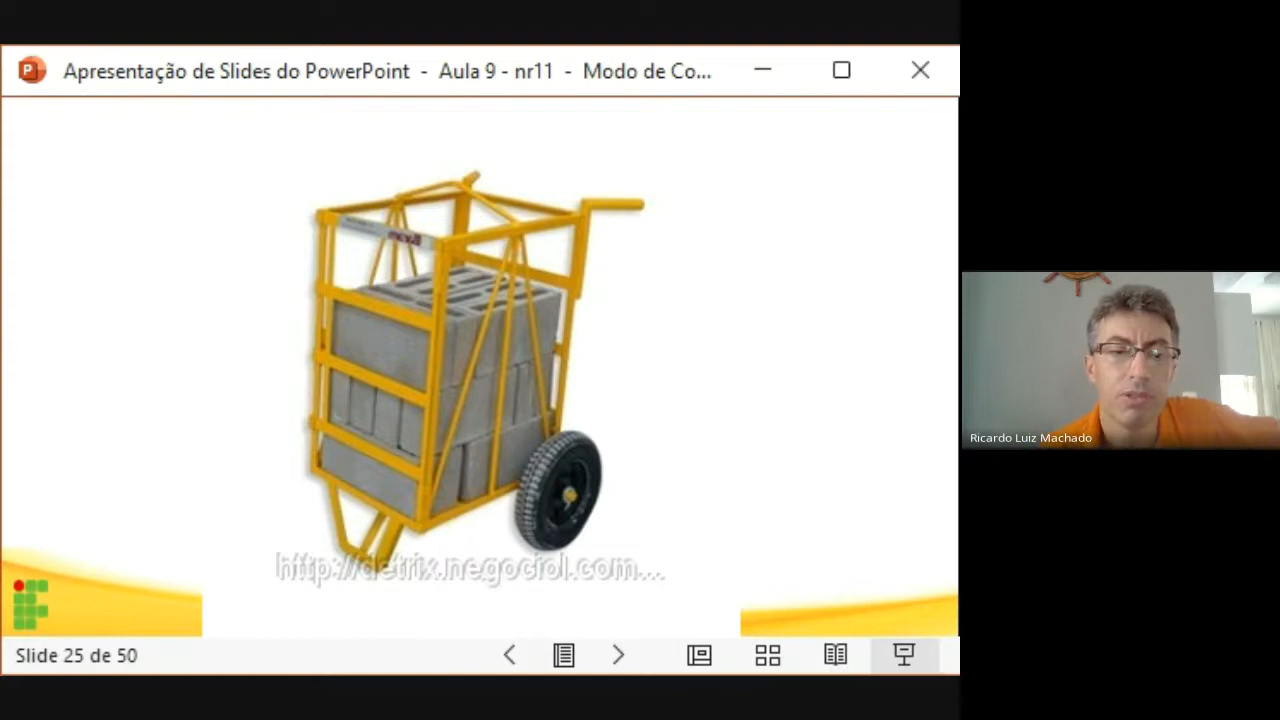 Apresentação de Slides do PowerPoint - Aula 9 - nr11 - Modo de Co...
http://detrix.negociol.com...
Ricardo Luiz Machado
Slide 25 de 50